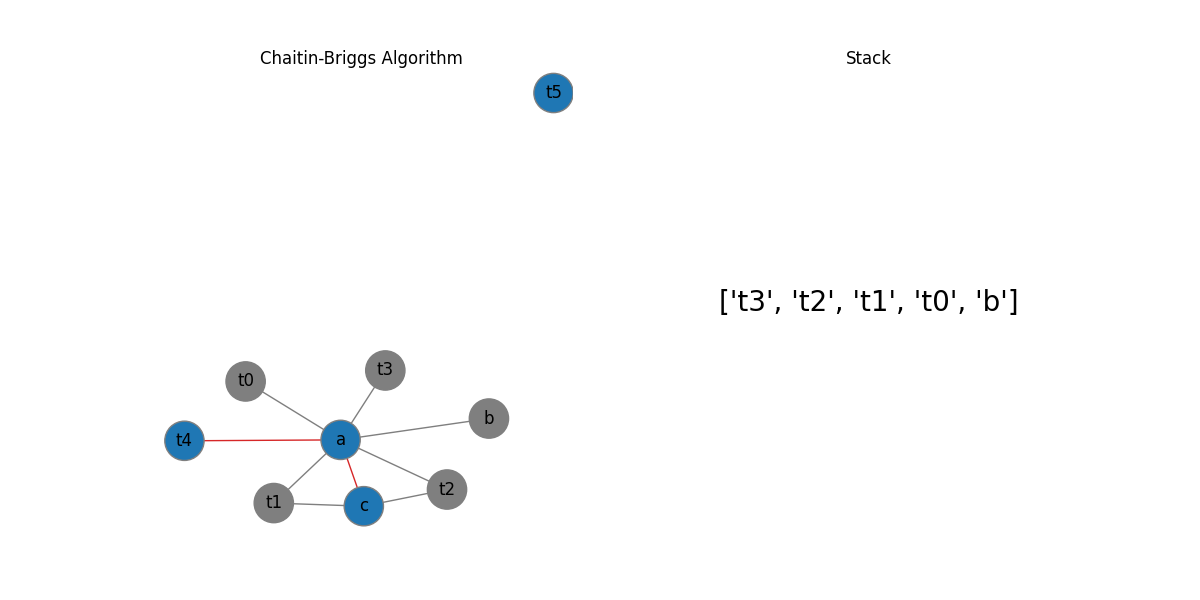 Chaitin-Briggs Algorithm
Stack
t5
['t3', 't2', 't1', 't0', 'b']
t3
t0
b
t4
a
t2
t1
c